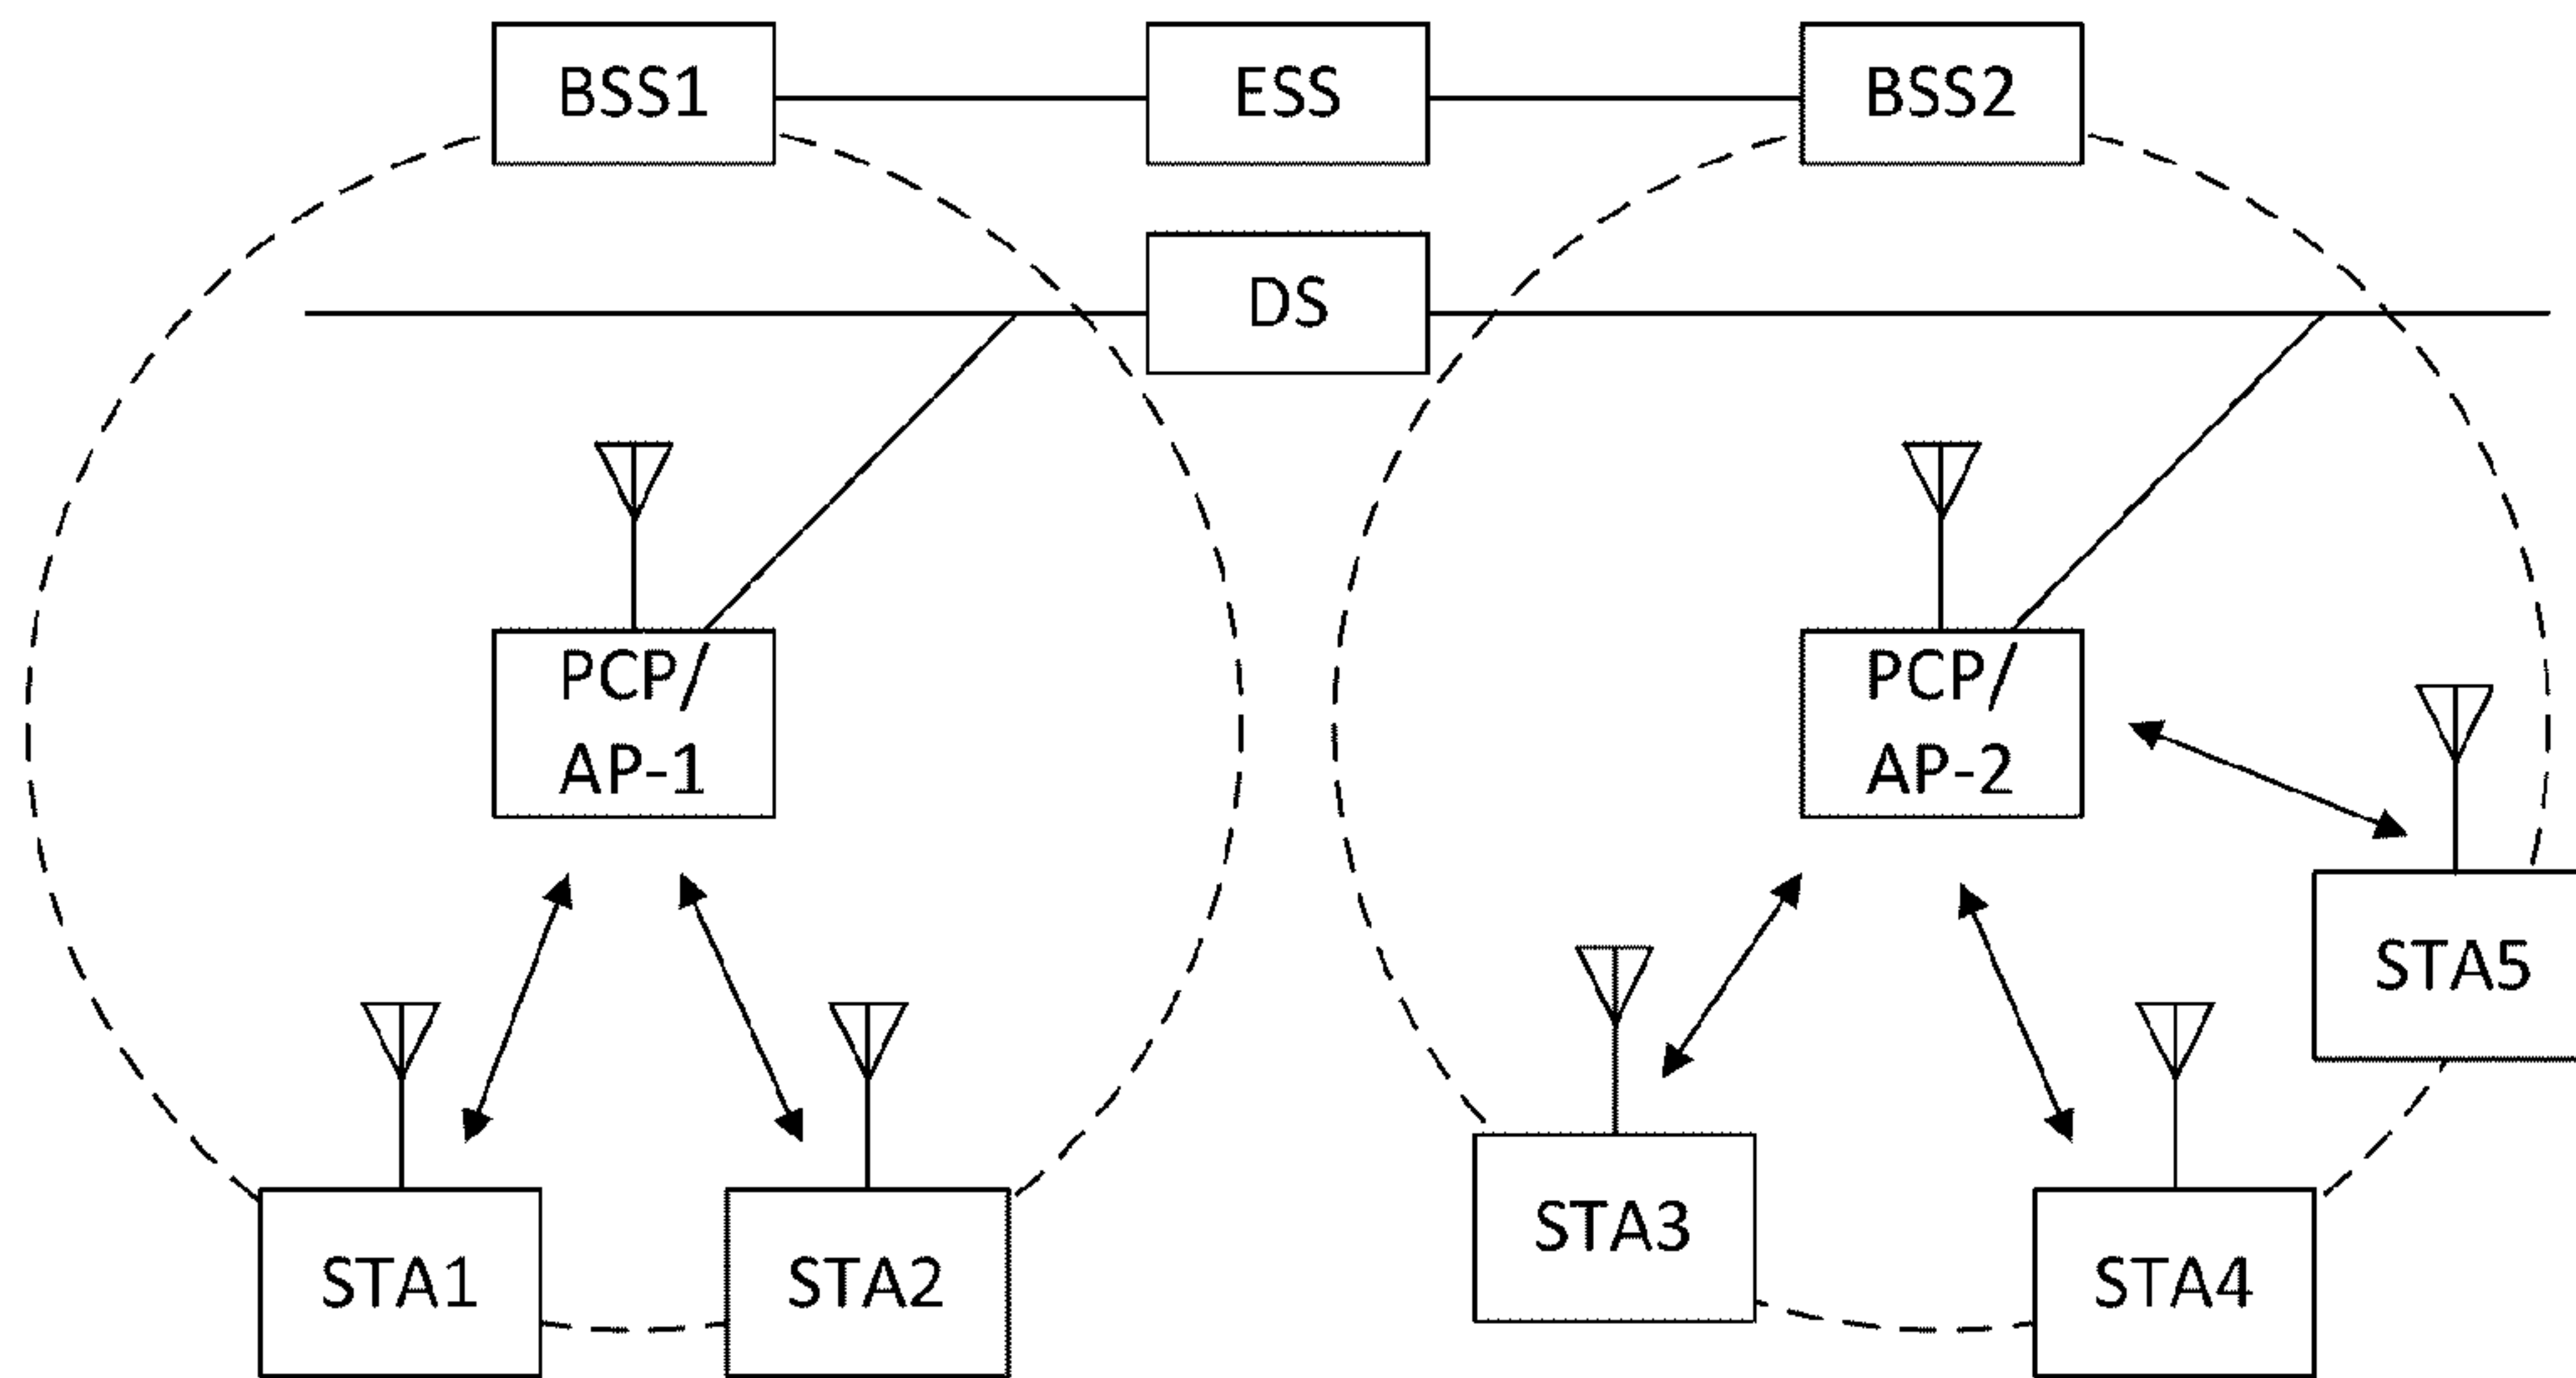 BSS1
ESS
BSS2
DS
PCP/
AP-1
PCP/
AP-2
STA5
STA3
STA1
STA2
STA4